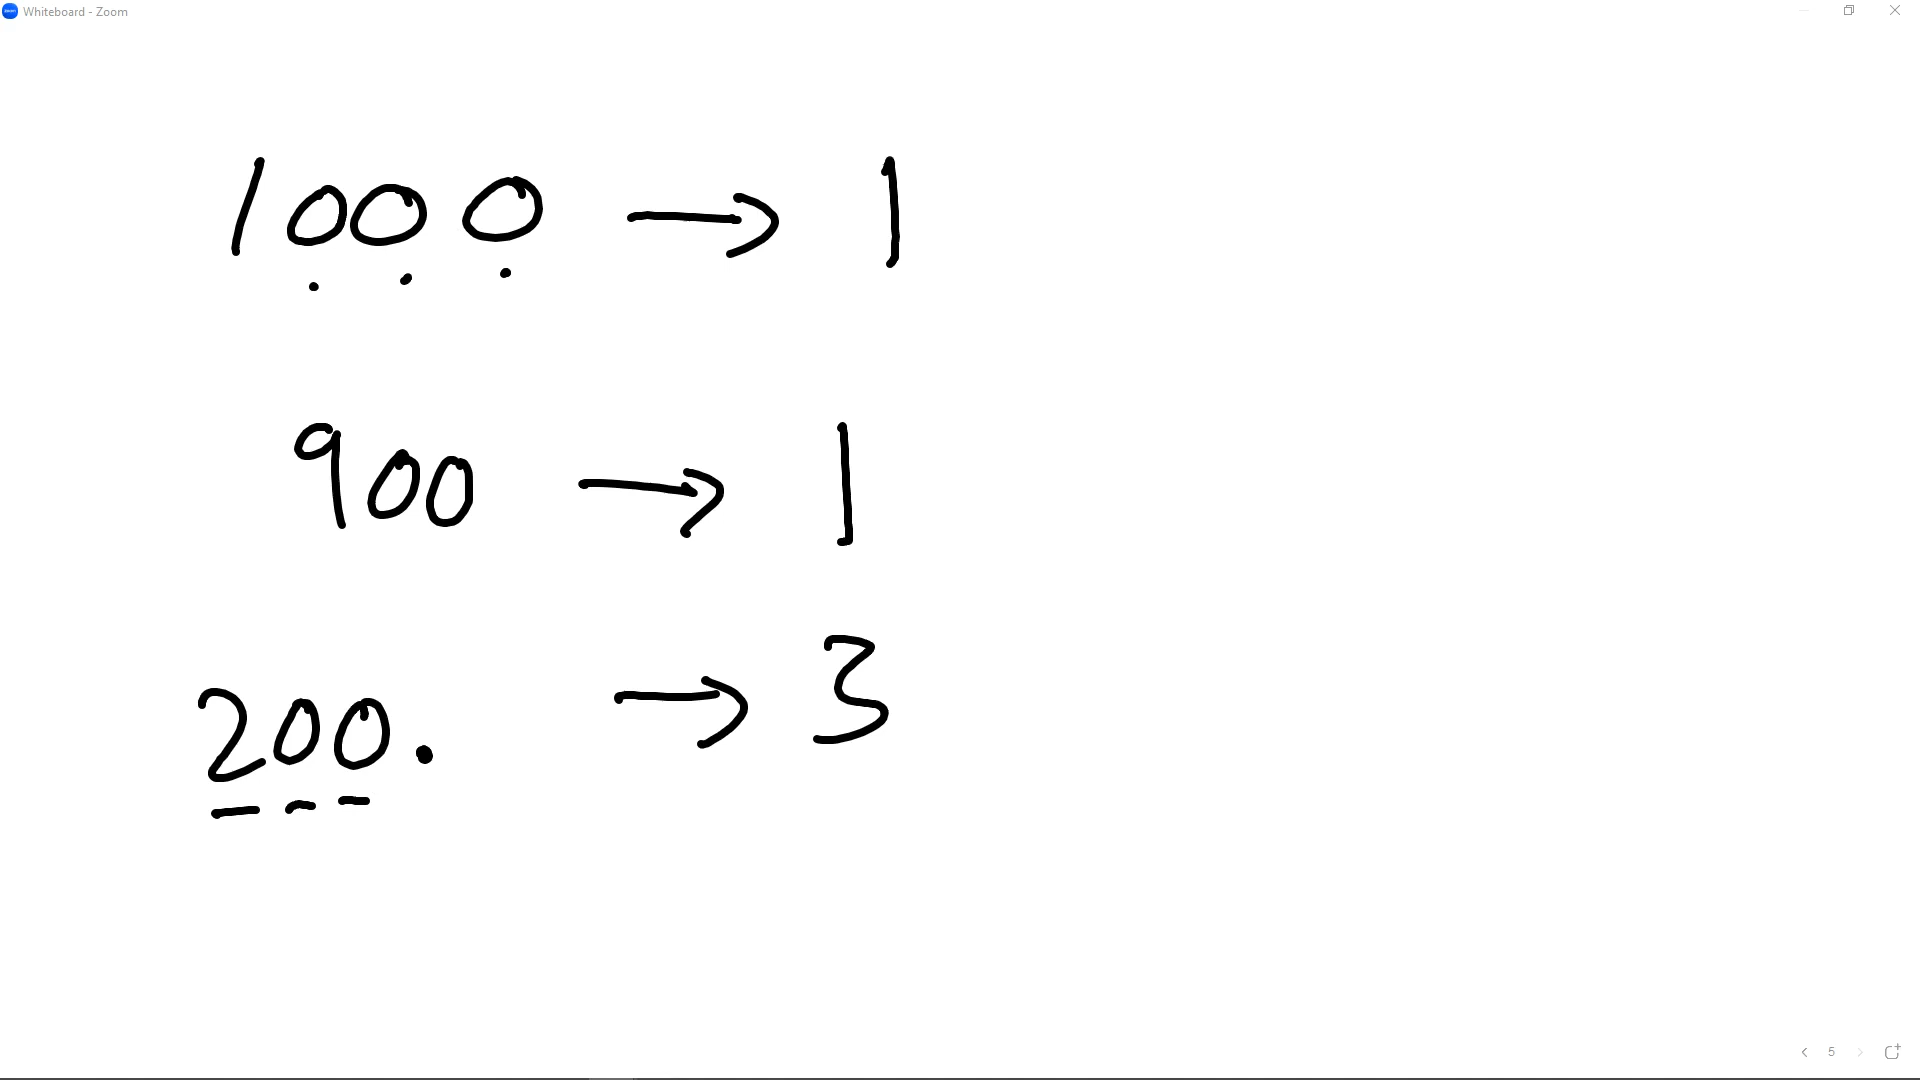 Whiteboard - Zoom
1000 → 1
900 → 1
200. → 3
5